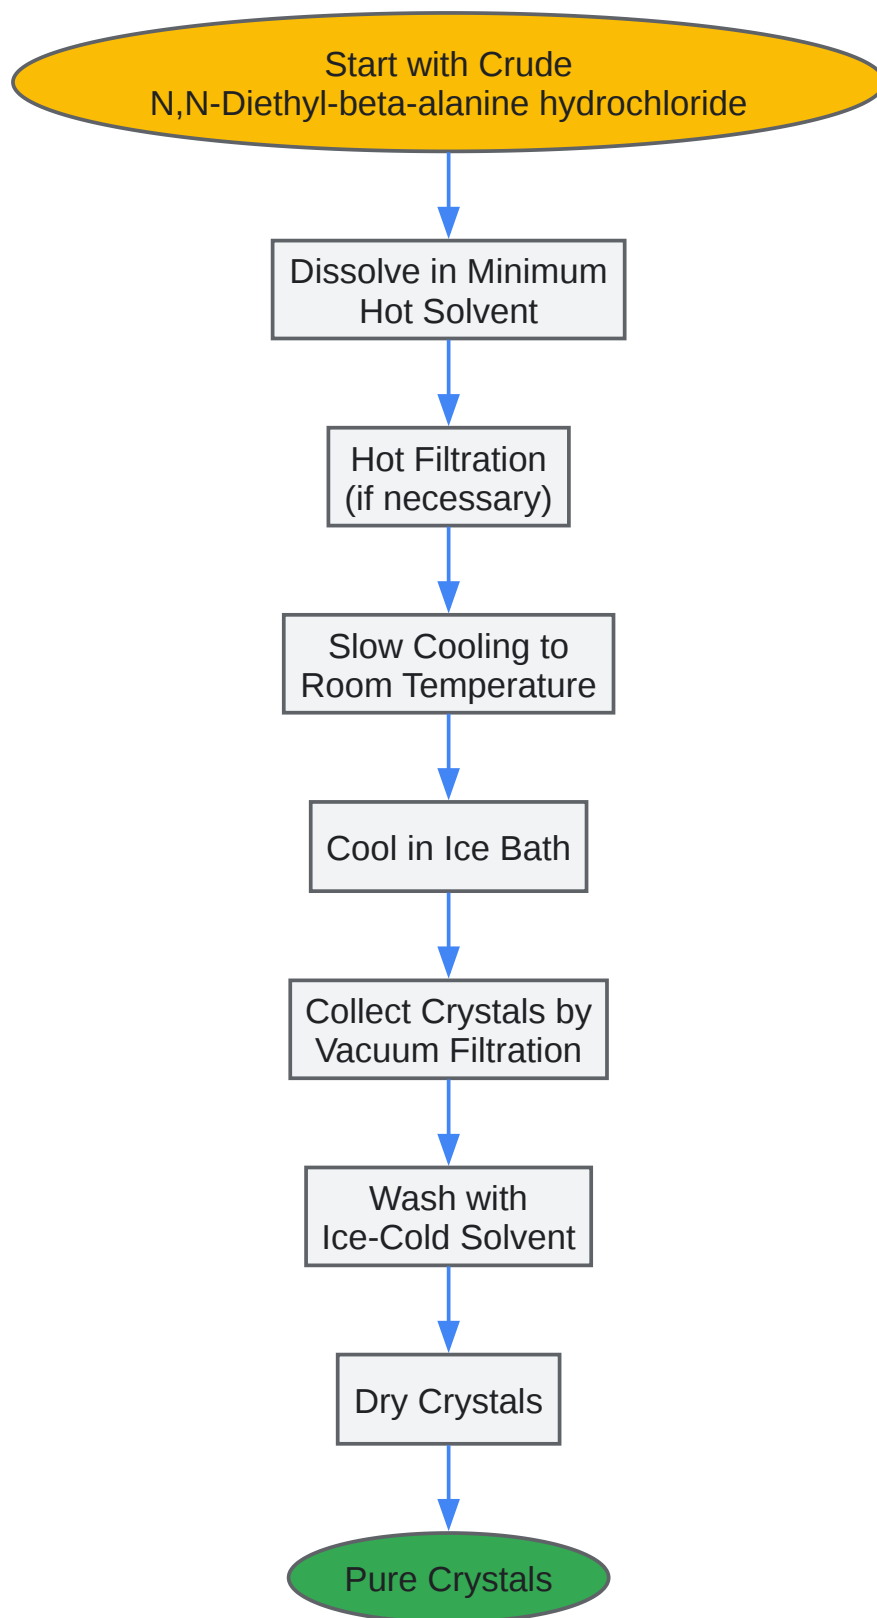 Start with Crude
N,N-Diethyl-beta-alanine hydrochloride
Dissolve in Minimum
Hot Solvent
Hot Filtration
(if necessary)
Slow Cooling to
Room Temperature
Cool in Ice Bath
Collect Crystals by
Vacuum Filtration
Wash with
Ice-Cold Solvent
Dry Crystals
Pure Crystals